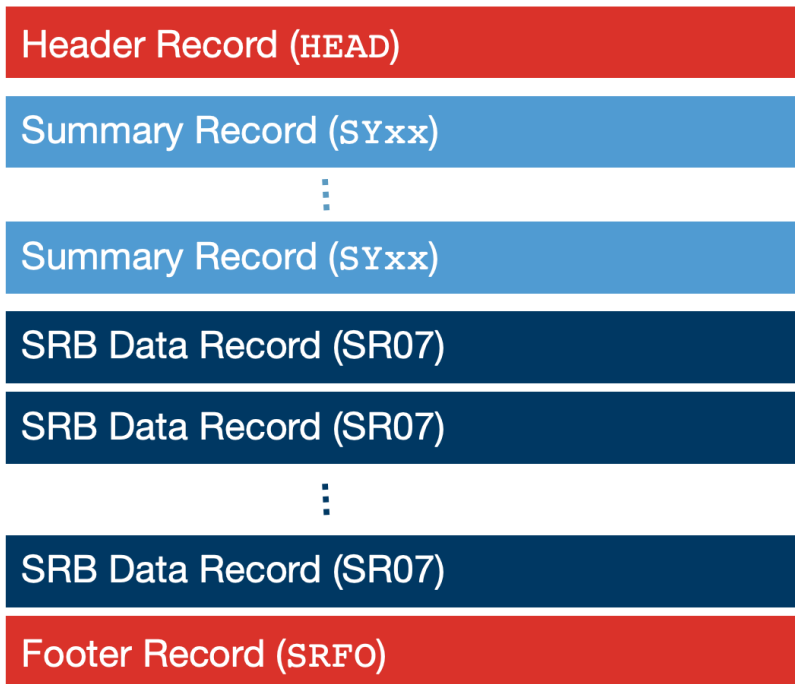 Header Record (HEAD)
Summary Record (SYxx)
Summary Record (SYxx)
SRB Data Record (SR07)
SRB Data Record (SR07)
SRB Data Record (SR07)
Footer Record (SRFO)